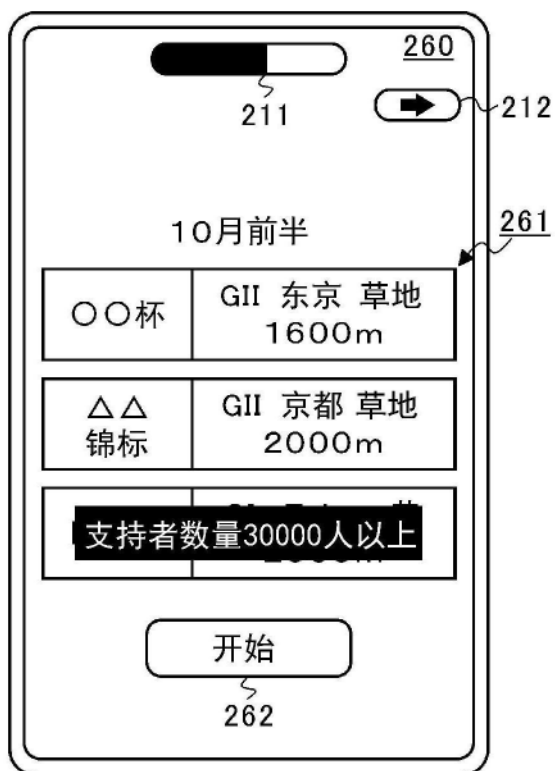 260
211
212
261
10月前半
〇〇杯
GII 东京 草地
1600m
△△
锦标
GII 京都 草地
2000m
支持者数量30000人以上
开始
262